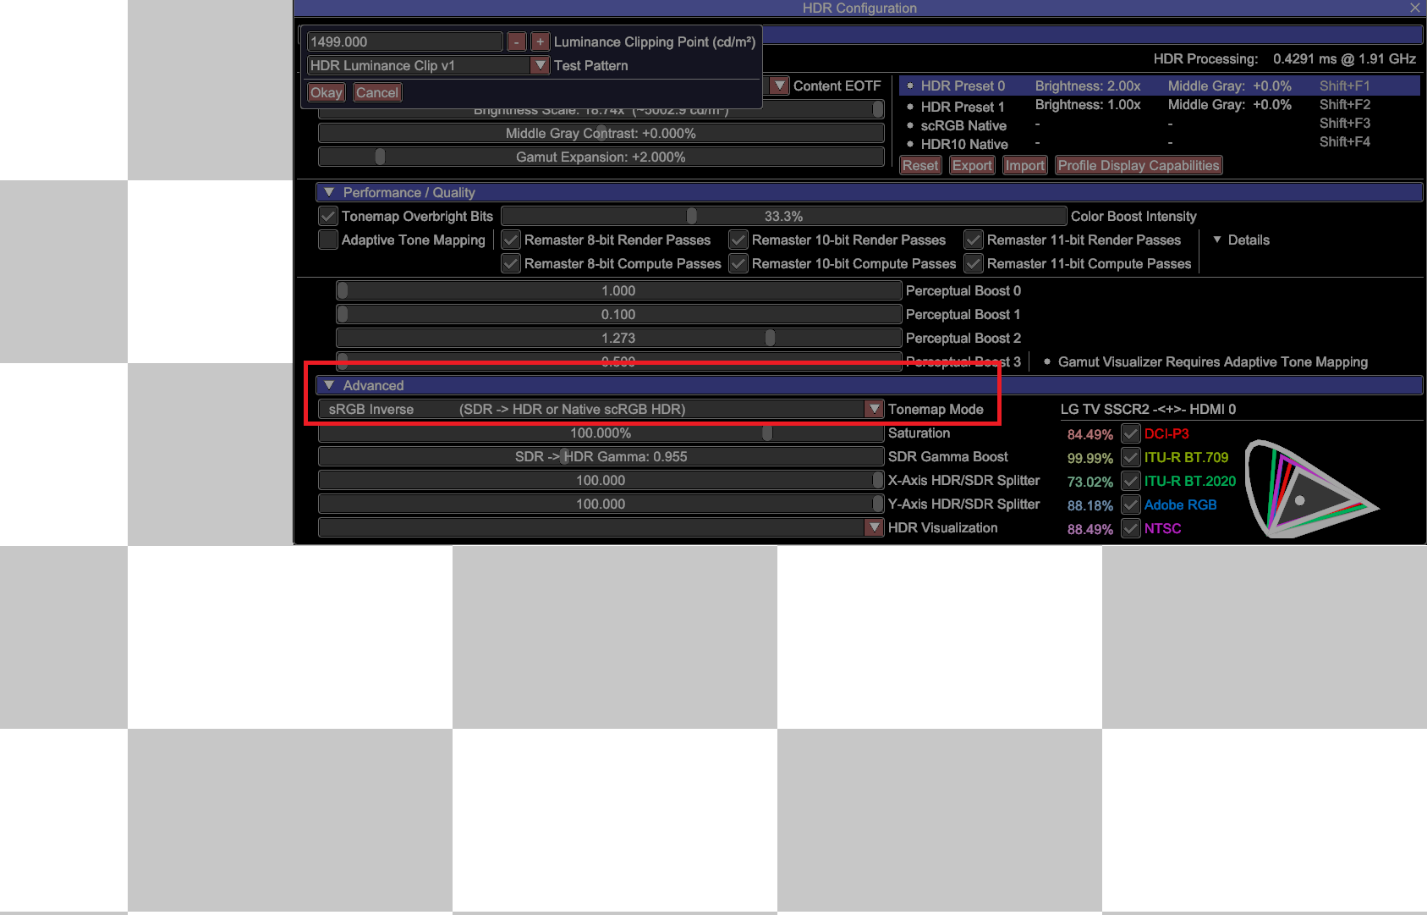 HDR Configuration
1499.000 - + Luminance Clipping Point (cd/m²)
HDR Luminance Clip v1 Test Pattern
Okay Cancel
HDR Processing: 0.4291 ms @ 1.91 GHz
Content EOTF
Brightness Scale: 18.74x (~5002.9 cd/m²)
Middle Gray Contrast: +0.000%
Gamut Expansion: +2.000%
HDR Preset 0 Brightness: 2.00x Middle Gray: +0.0% Shift+F1
HDR Preset 1 Brightness: 1.00x Middle Gray: +0.0% Shift+F2
scRGB Native - - Shift+F3
HDR10 Native - - Shift+F4
Reset Export Import Profile Display Capabilities
Performance / Quality
Tonemap Overbright Bits 33.3% Color Boost Intensity
Adaptive Tone Mapping Remaster 8-bit Render Passes Remaster 10-bit Render Passes Remaster 11-bit Render Passes Details
Remaster 8-bit Compute Passes Remaster 10-bit Compute Passes Remaster 11-bit Compute Passes
1.000 Perceptual Boost 0
0.100 Perceptual Boost 1
1.273 Perceptual Boost 2
0.500 Perceptual Boost 3 Gamut Visualizer Requires Adaptive Tone Mapping
Advanced
sRGB Inverse (SDR -> HDR or Native scRGB HDR) Tonemap Mode LG TV SSCR2 -<+>- HDMI 0
100.000% Saturation 84.49% DCI-P3
SDR -> HDR Gamma: 0.955 SDR Gamma Boost 99.99% ITU-R BT.709
100.000 X-Axis HDR/SDR Splitter 73.02% ITU-R BT.2020
100.000 Y-Axis HDR/SDR Splitter 88.18% Adobe RGB
HDR Visualization 88.49% NTSC